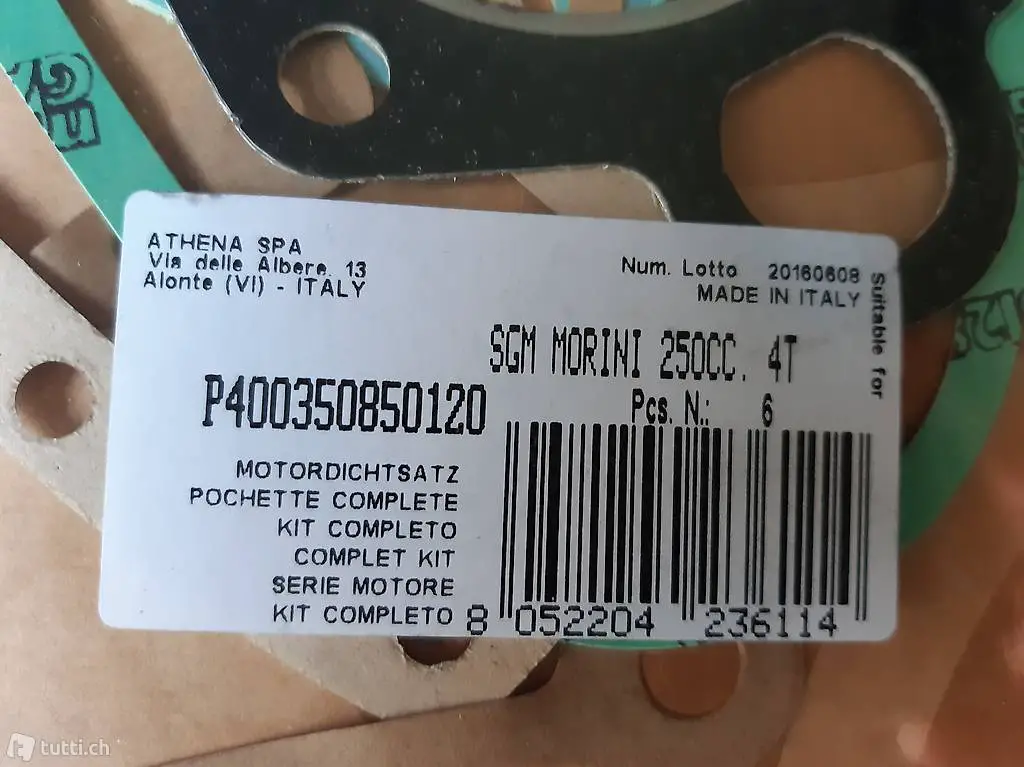 ATHENA SPA
Via delle Albere, 13
Alonte (VI) - ITALY
Num. Lotto 20160608
MADE IN ITALY
Suitable for
SGM MORINI 250CC. 4T
P400350850120
Pcs. N.: 6
MOTORDICHTSATZ
POCHETTE COMPLETE
KIT COMPLETO
COMPLET KIT
SERIE MOTORE
KIT COMPLETO
8 052204 236114
tutti.ch